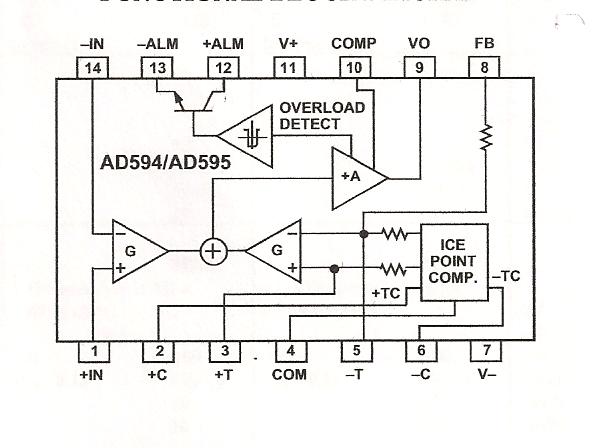 –IN –ALM +ALM V+ COMP VO FB
14 13 12 11 10 9 8
OVERLOAD
DETECT
AD594/AD595
+A
– –
G + G
+ +
ICE
POINT
COMP.
–TC
+TC
1 2 3 4 5 6 7
+IN +C +T COM –T –C V–